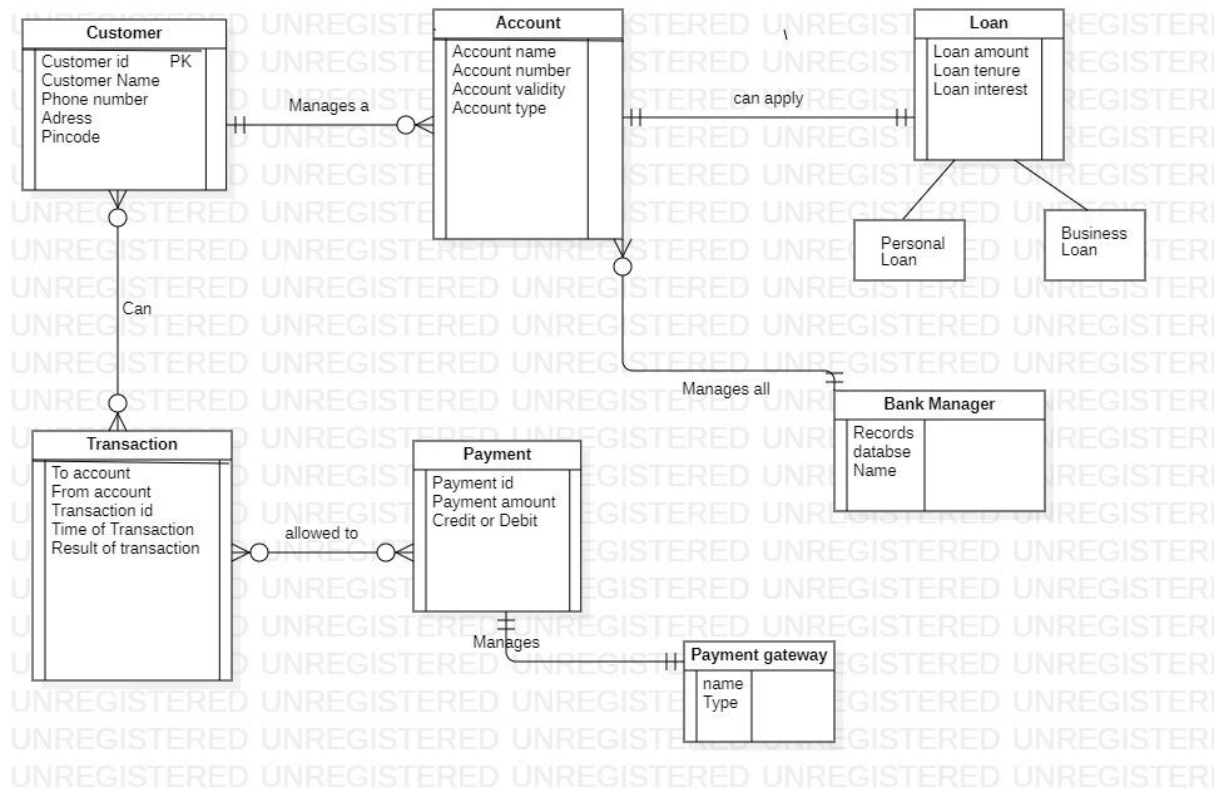 Customer
Customer id PK
Customer Name
Phone number
Adress
Pincode
Manages a
Account
Account name
Account number
Account validity
Account type
can apply
\
Loan
Loan amount
Loan tenure
Loan interest
Personal
Loan
Business
Loan
Can
Manages all
Bank Manager
Records
databse
Name
Transaction
To account
From account
Transaction id
Time of Transaction
Result of transaction
allowed to
Payment
Payment id
Payment amount
Credit or Debit
Manages
Payment gateway
name
Type
UNREGISTERED